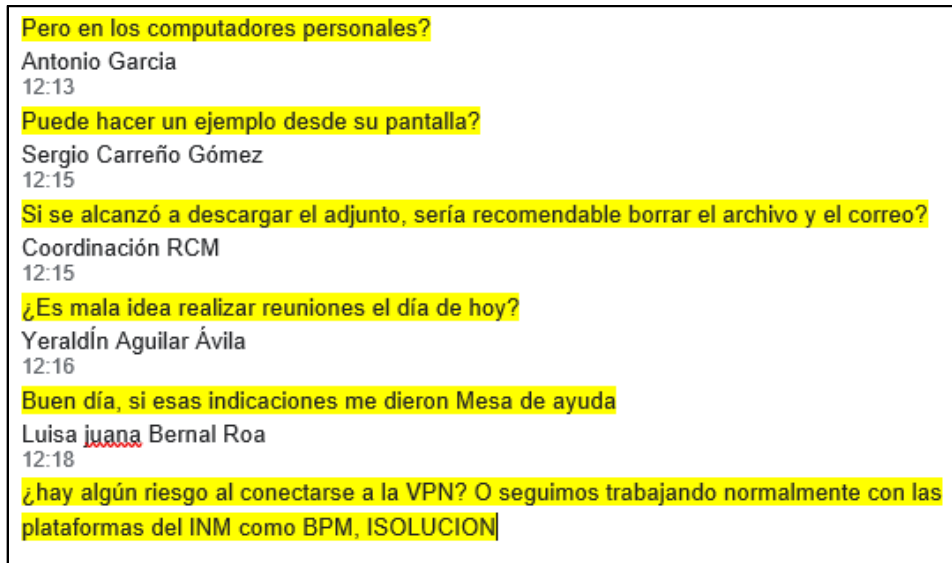 Pero en los computadores personales?
Antonio Garcia
12:13
Puede hacer un ejemplo desde su pantalla?
Sergio Carreño Gómez
12:15
Si se alcanzó a descargar el adjunto, sería recomendable borrar el archivo y el correo?
Coordinación RCM
12:15
¿Es mala idea realizar reuniones el día de hoy?
YeraldÍn Aguilar Ávila
12:16
Buen día, si esas indicaciones me dieron Mesa de ayuda
Luisa juana Bernal Roa
12:18
¿hay algún riesgo al conectarse a la VPN? O seguimos trabajando normalmente con las
plataformas del INM como BPM, ISOLUCION